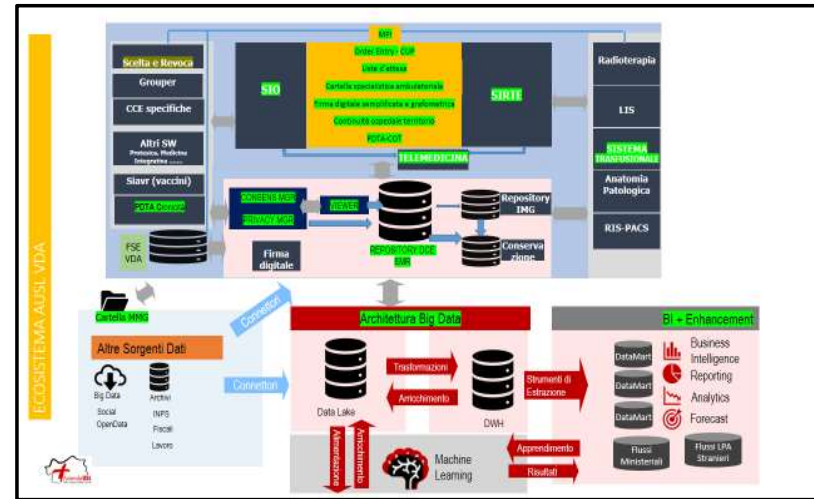 ECOSISTEMA AUSL VDA
MPI
Scelta e Revoca
Grouper
CCE specifiche
Altri SW
Protesica, Medicina
Integrativa ......
Siavr (vaccini)
PDTA Cronici
FSE
VDA
SIO
Order Entry - CUP
Liste d'attesa
Cartella specialistica ambulatoriale
Firma digitale semplificata e grafometrica
Continuità ospedale territorio
PDTA-COT
SIRTE
TELEMEDICINA
Radioterapia
LIS
SISTEMA
TRASFUSIONALE
Anatomia
Patologica
RIS-PACS
CONSENS MGR
PRIVACY MGR
VIEWER
Firma
digitale
REPOSITORY DCE
EMR
Repository
IMG
Conserva
zione
Cartella MMG
Connettori
Connettori
Altre Sorgenti Dati
Big Data
Social
OpenData
Archivi
INPS
Fiscali
Lavoro
Architettura Big Data
Data Lake
Trasformazioni
Arricchimento
DWH
Strumenti di
Estrazione
Alimentazione
Arricchimento
Machine
Learning
Apprendimento
Risultati
BI + Enhancement
DataMart
DataMart
DataMart
Business
Intelligence
Reporting
Analytics
Forecast
Flussi
Ministeriali
Flussi LPA
Stranieri